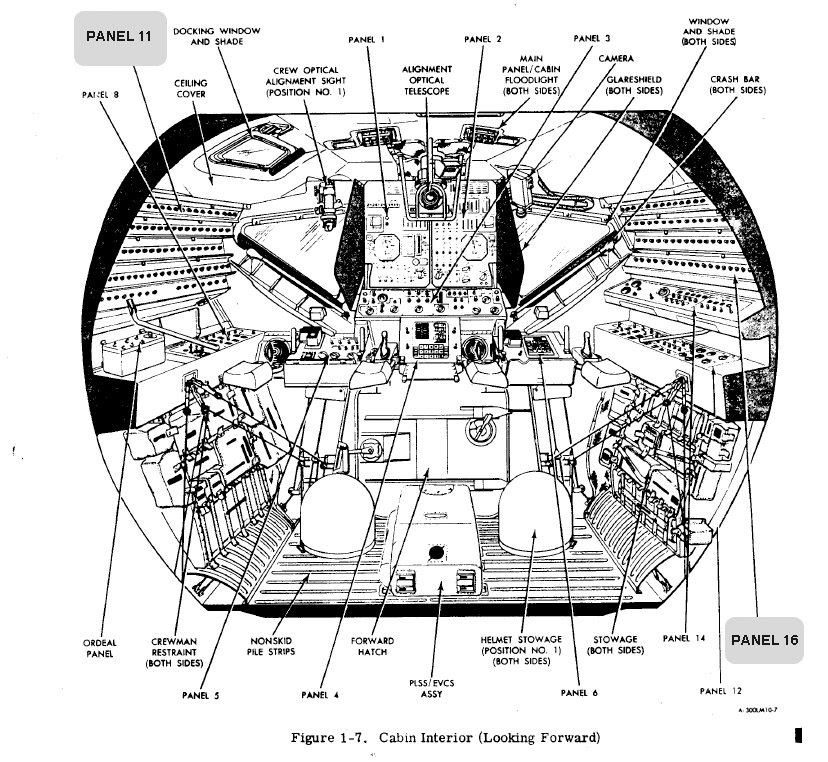 PANEL 11
DOCKING WINDOW
AND SHADE
PANEL 1
PANEL 2
PANEL 3
WINDOW
AND SHADE
(BOTH SIDES)
PANEL 8
CEILING
COVER
CREW OPTICAL
ALIGNMENT SIGHT
(POSITION NO. 1)
ALIGNMENT
OPTICAL
TELESCOPE
MAIN
PANEL/CABIN
FLOODLIGHT
(BOTH SIDES)
CAMERA
GLARESHIELD
(BOTH SIDES)
CRASH BAR
(BOTH SIDES)
ORDEAL
PANEL
CREWMAN
RESTRAINT
(BOTH SIDES)
NONSKID
PILE STRIPS
FORWARD
HATCH
HELMET STOWAGE
(POSITION NO. 1)
(BOTH SIDES)
STOWAGE
(BOTH SIDES)
PANEL 14
PANEL 16
PANEL 5
PANEL 4
PLSS/EVCS
ASSY
PANEL 6
PANEL 12
A-300LM10-7
Figure 1-7. Cabin Interior (Looking Forward)